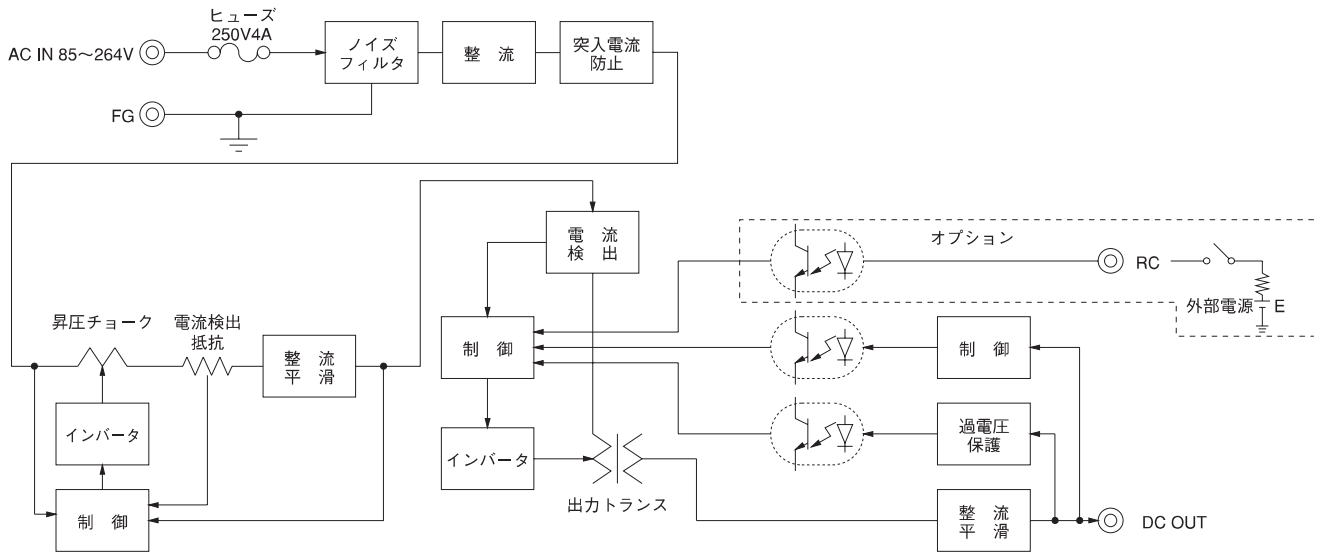 ヒューズ
250V4A
AC IN 85～264V
ノイズ
フィルタ
整 流
突入電流
防止
FG
電 流
検 出
オプション
RC
外部電源
E
昇圧チョーク
電流検出
抵抗
整 流
平 滑
制 御
制 御
インバータ
インバータ
過電圧
保護
出力トランス
制 御
整 流
平 滑
DC OUT